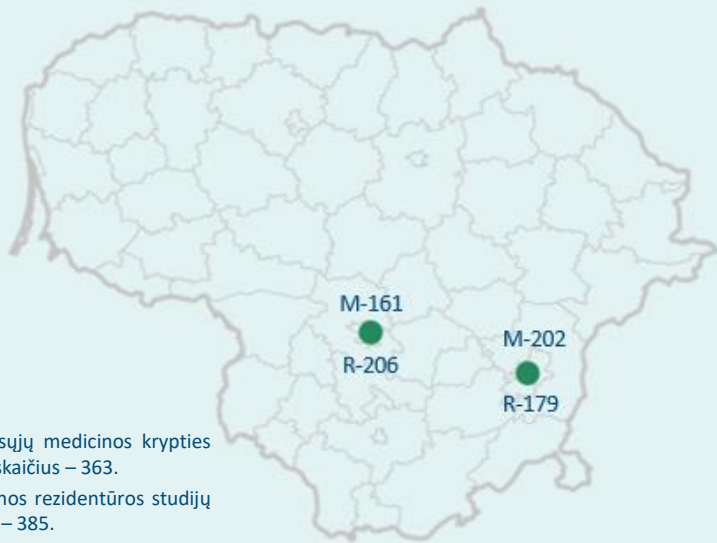 M-161
R-206
M-202
R-179
sųjų medicinos krypties
skaičius – 363.
nos rezidentūros studijų
– 385.